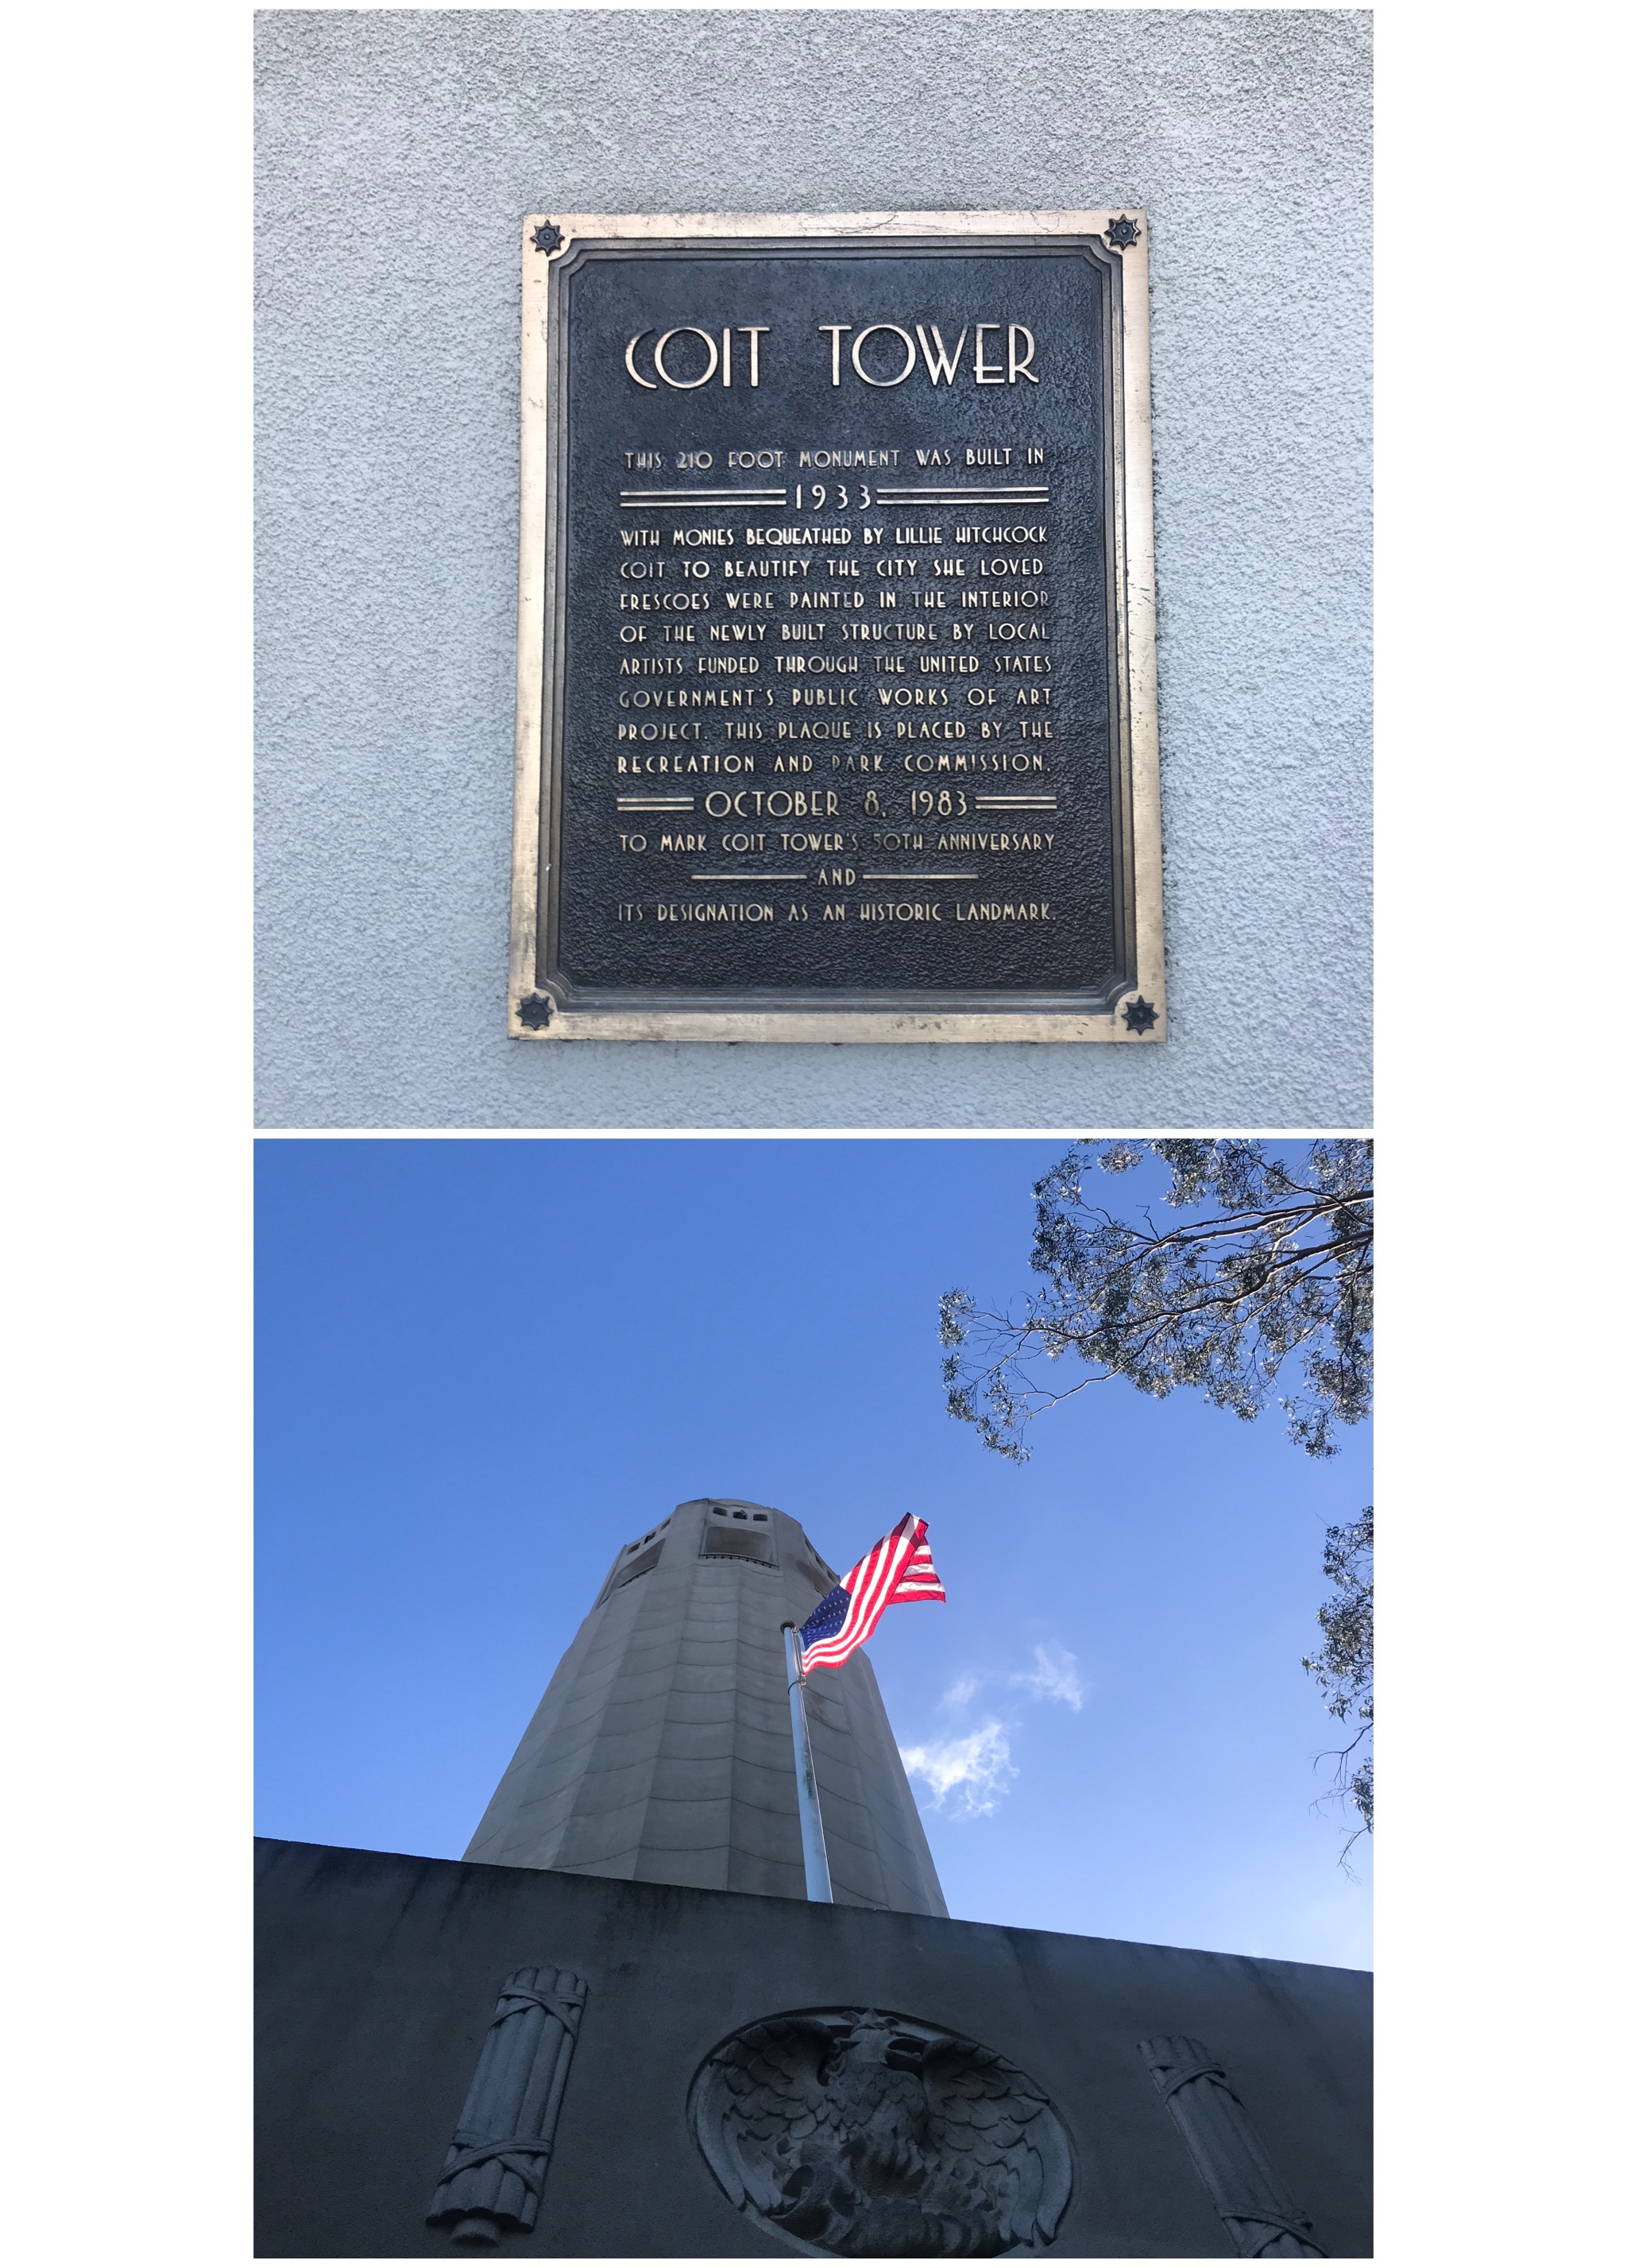 COIT TOWER
THIS 210 FOOT MONUMENT WAS BUILT IN
1933
WITH MONIES BEQUEATHED BY LILLIE HITCHCOCK
COIT TO BEAUTIFY THE CITY SHE LOVED
FRESCOES WERE PAINTED IN THE INTERIOR
OF THE NEWLY BUILT STRUCTURE BY LOCAL
ARTISTS FUNDED THROUGH THE UNITED STATES
GOVERNMENT'S PUBLIC WORKS OF ART
PROJECT. THIS PLAQUE IS PLACED BY THE
RECREATION AND PARK COMMISSION.
OCTOBER 8, 1983
TO MARK COIT TOWER'S 50TH ANNIVERSARY
AND
ITS DESIGNATION AS AN HISTORIC LANDMARK.